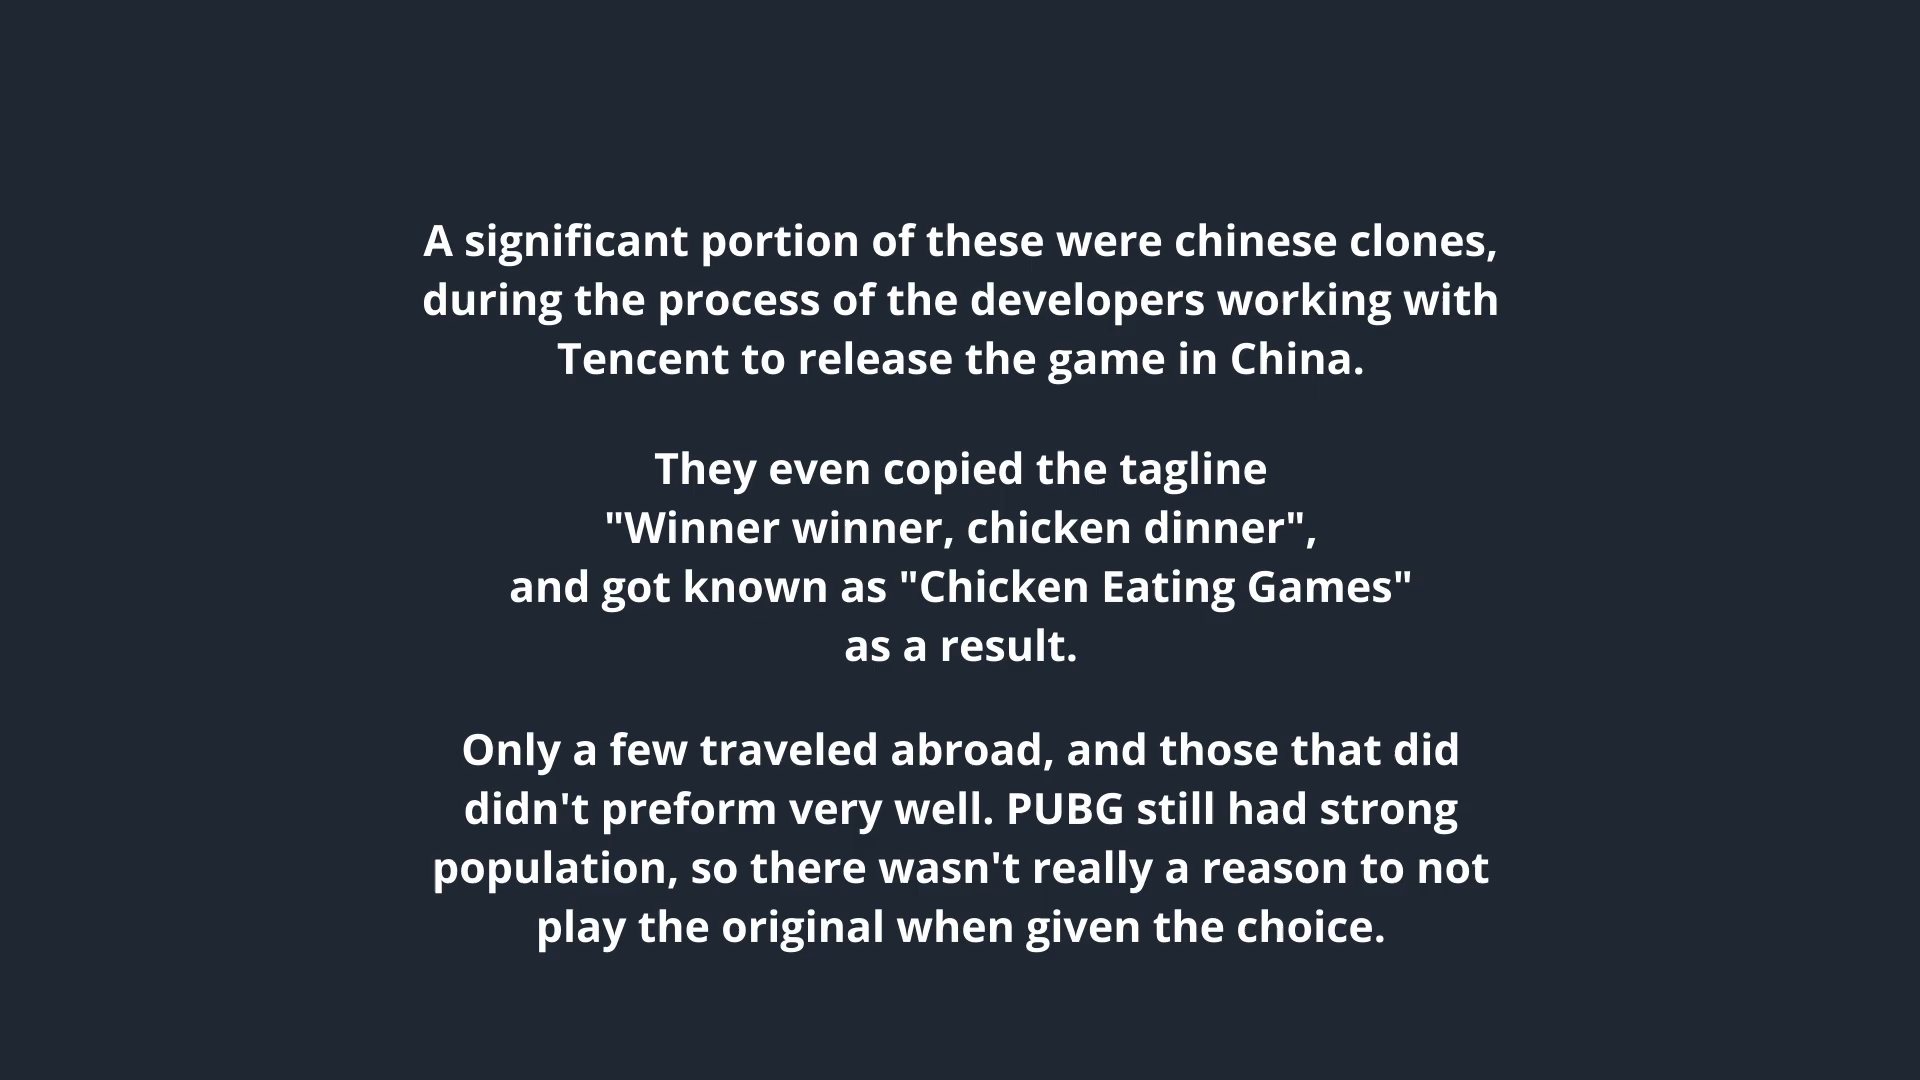 A significant portion of these were chinese clones,
during the process of the developers working with
Tencent to release the game in China.
They even copied the tagline
"Winner winner, chicken dinner",
and got known as "Chicken Eating Games"
as a result.
Only a few traveled abroad, and those that did
didn't preform very well. PUBG still had strong
population, so there wasn't really a reason to not
play the original when given the choice.